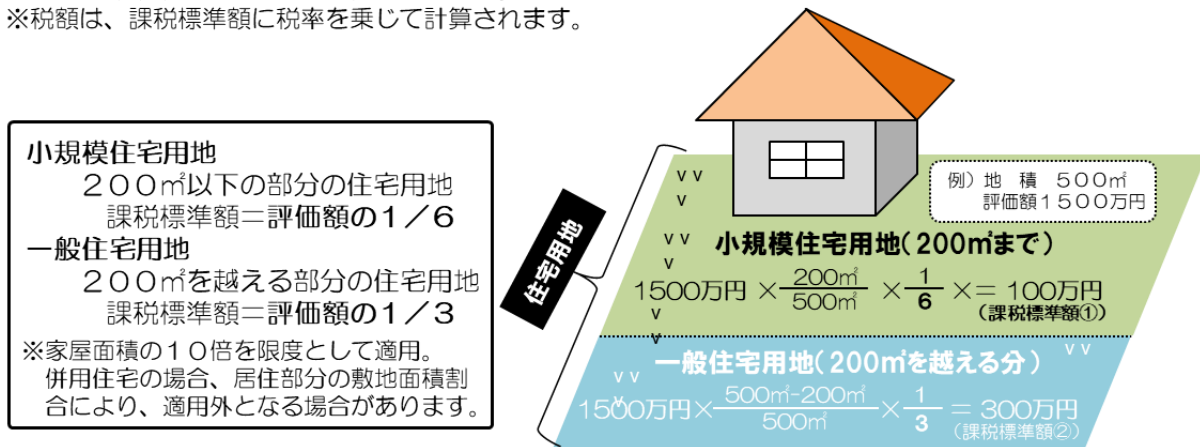 ※税額は、課税標準額に税率を乗じて計算されます。
小規模住宅用地
200㎡以下の部分の住宅用地
課税標準額＝評価額の１／６
一般住宅用地
200㎡を越える部分の住宅用地
課税標準額＝評価額の１／３
※家屋面積の１０倍を限度として適用。
併用住宅の場合、居住部分の敷地面積割
合により、適用外となる場合があります。
住宅用地
例）地　積　５００㎡
評価額１５００万円
小規模住宅用地（200㎡まで）
1500万円 × 200㎡/500㎡ × 1/6 ×＝ 100万円
（課税標準額①）
一般住宅用地（200㎡を越える分）
1500万円× 500㎡-200㎡/500㎡ × 1/3 ＝ 300万円
（課税標準額②）